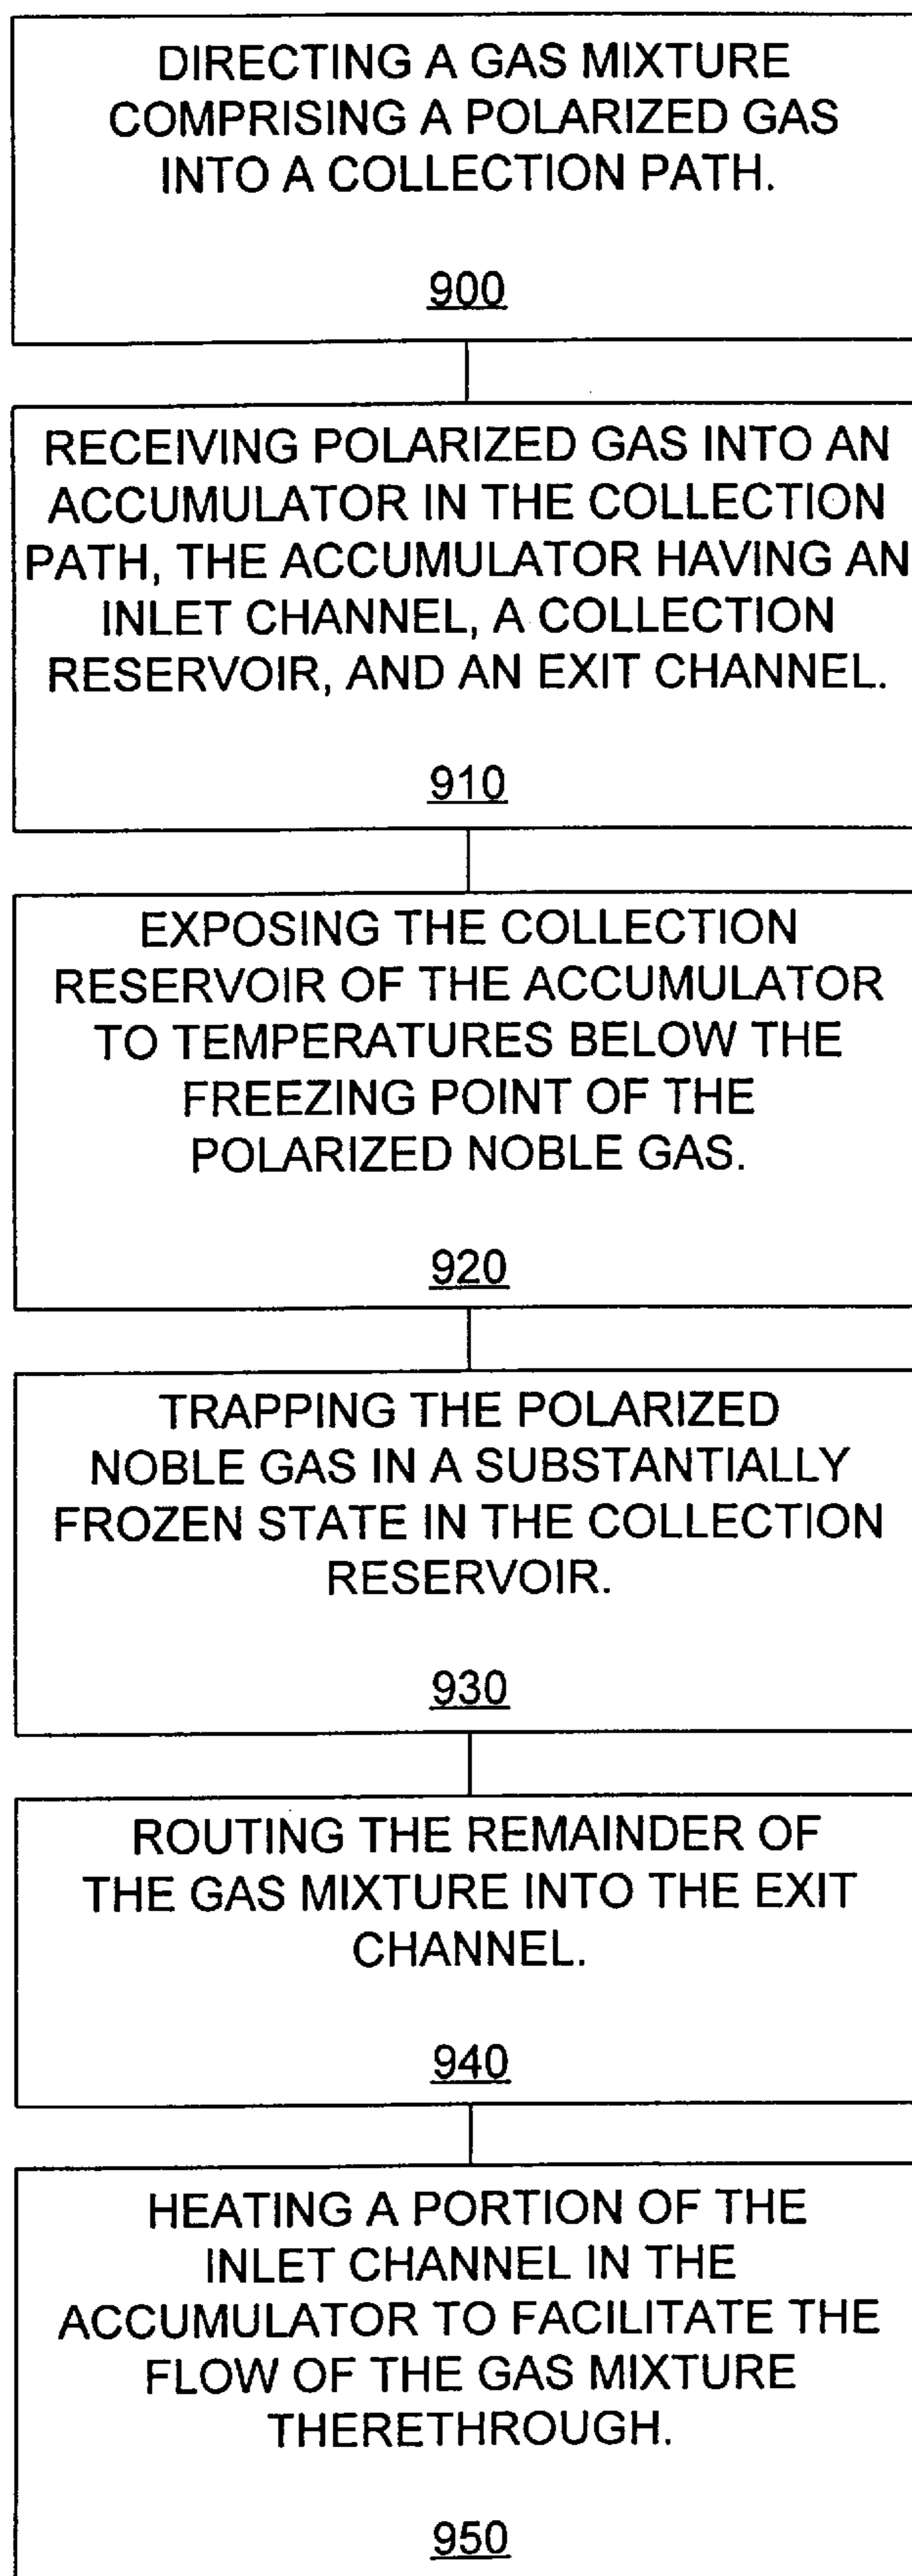 DIRECTING A GAS MIXTURE
COMPRISING A POLARIZED GAS
INTO A COLLECTION PATH.
900
RECEIVING POLARIZED GAS INTO AN
ACCUMULATOR IN THE COLLECTION
PATH, THE ACCUMULATOR HAVING AN
INLET CHANNEL, A COLLECTION
RESERVOIR, AND AN EXIT CHANNEL.
910
EXPOSING THE COLLECTION
RESERVOIR OF THE ACCUMULATOR
TO TEMPERATURES BELOW THE
FREEZING POINT OF THE
POLARIZED NOBLE GAS.
920
TRAPPING THE POLARIZED
NOBLE GAS IN A SUBSTANTIALLY
FROZEN STATE IN THE COLLECTION
RESERVOIR.
930
ROUTING THE REMAINDER OF
THE GAS MIXTURE INTO THE EXIT
CHANNEL.
940
HEATING A PORTION OF THE
INLET CHANNEL IN THE
ACCUMULATOR TO FACILITATE THE
FLOW OF THE GAS MIXTURE
THERETHROUGH.
950